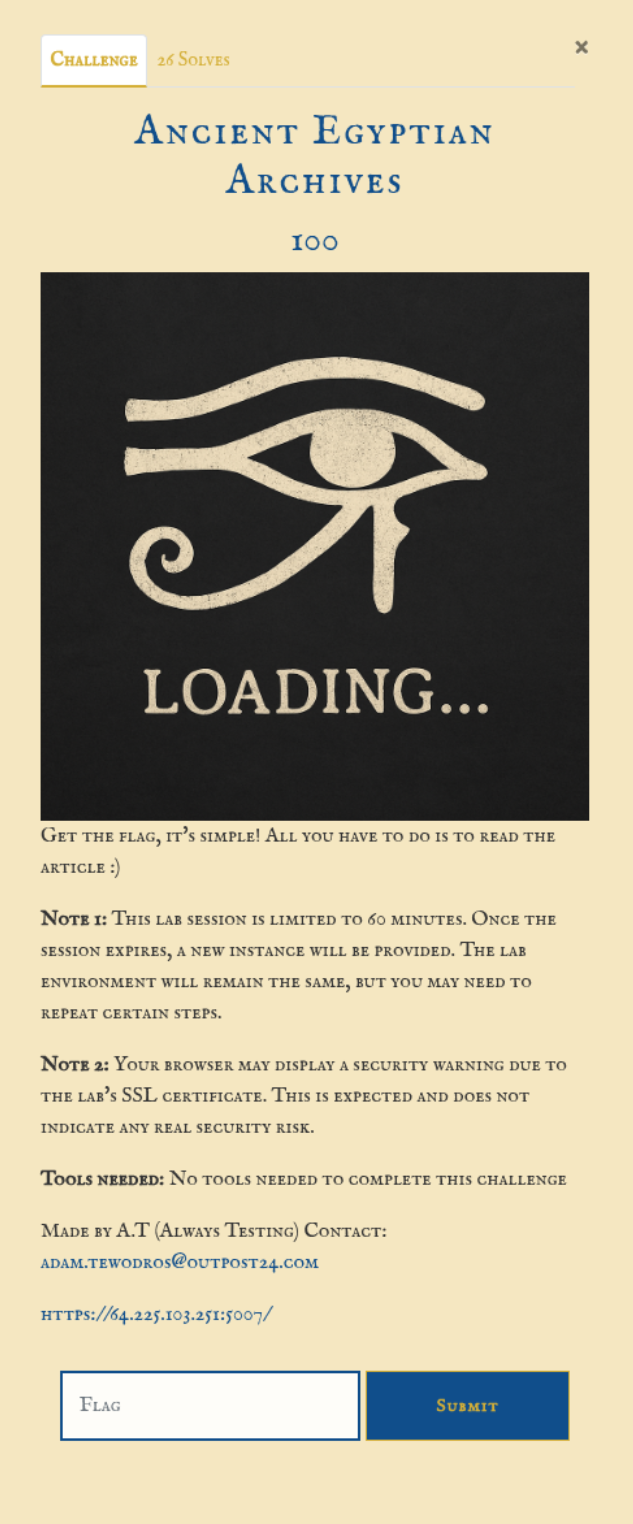 Challenge
26 Solves
×
Ancient Egyptian
Archives
100
LOADING...
Get the flag, it's simple! All you have to do is to read the
article :)
Note 1: This lab session is limited to 60 minutes. Once the
session expires, a new instance will be provided. The lab
environment will remain the same, but you may need to
repeat certain steps.
Note 2: Your browser may display a security warning due to
the lab's SSL certificate. This is expected and does not
indicate any real security risk.
Tools needed: No tools needed to complete this challenge
Made by A.T (Always Testing) Contact:
adam.tewodros@outpost24.com
https://64.225.103.251:5007/
Flag
Submit